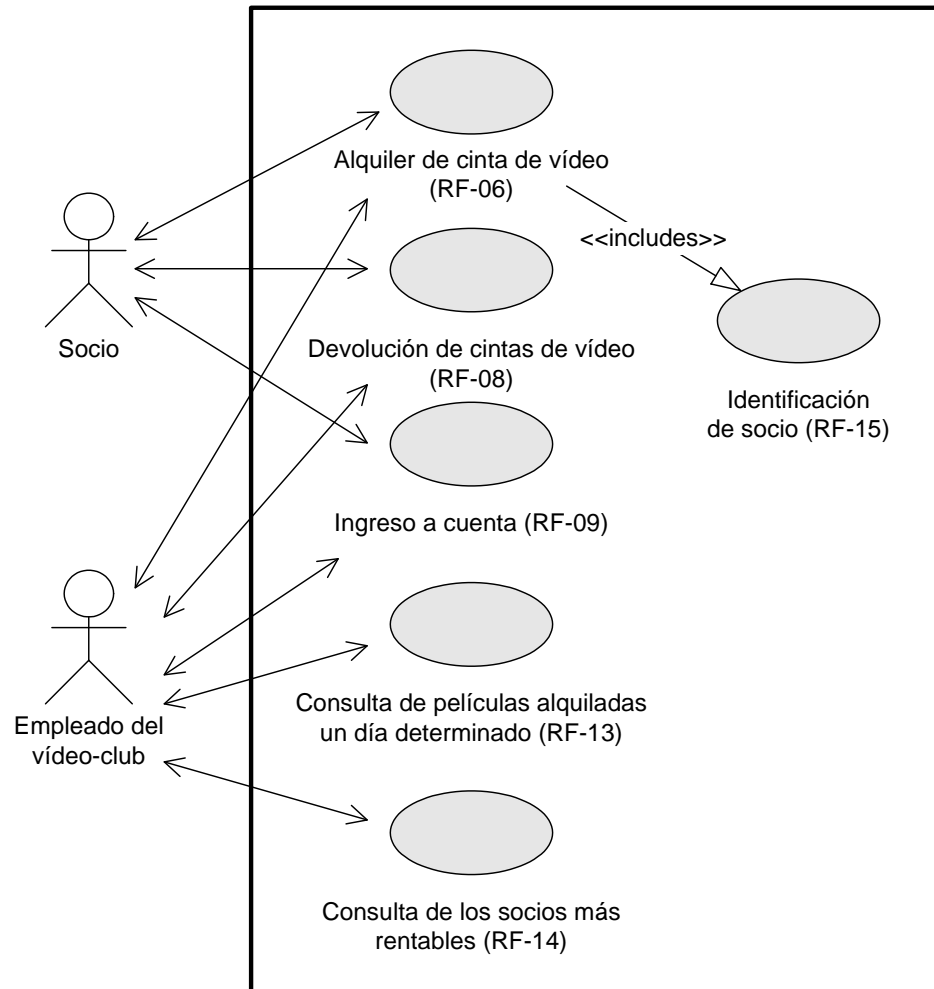 Alquiler de cinta de vídeo
(RF-06)
<<includes>>
Socio
Devolución de cintas de vídeo
(RF-08)
Identificación
de socio (RF-15)
Ingreso a cuenta (RF-09)
Empleado del
vídeo-club
Consulta de películas alquiladas
un día determinado (RF-13)
Consulta de los socios más
rentables (RF-14)